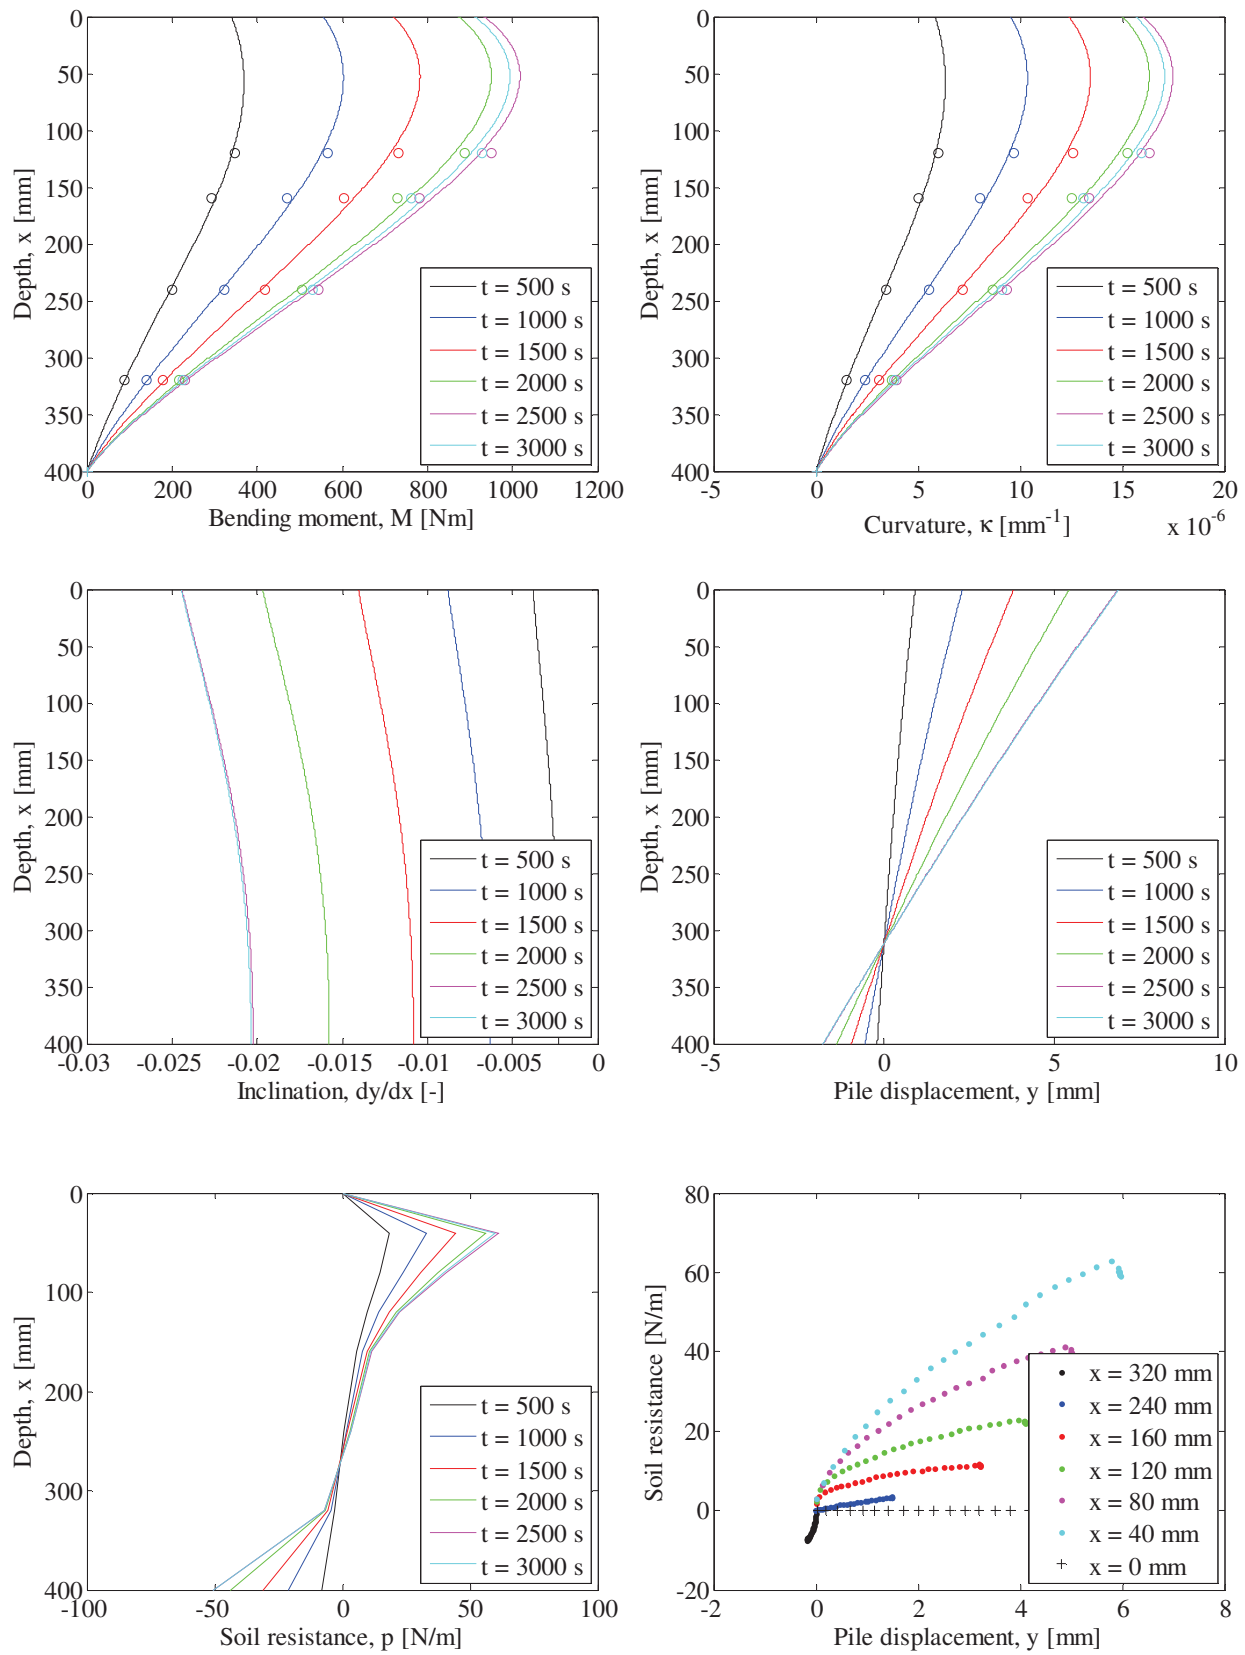 0
50
100
150
200
250
300
350
400
0
200
400
600
800
1000
1200
Depth, x [mm]
Bending moment, M [Nm]
t = 500 s
t = 1000 s
t = 1500 s
t = 2000 s
t = 2500 s
t = 3000 s
0
50
100
150
200
250
300
350
400
-5
0
5
10
15
20
Depth, x [mm]
Curvature, κ [mm⁻¹]
x 10⁻⁶
t = 500 s
t = 1000 s
t = 1500 s
t = 2000 s
t = 2500 s
t = 3000 s
0
50
100
150
200
250
300
350
400
-0.03
-0.025
-0.02
-0.015
-0.01
-0.005
0
Depth, x [mm]
Inclination, dy/dx [-]
t = 500 s
t = 1000 s
t = 1500 s
t = 2000 s
t = 2500 s
t = 3000 s
0
50
100
150
200
250
300
350
400
-5
0
5
10
Depth, x [mm]
Pile displacement, y [mm]
t = 500 s
t = 1000 s
t = 1500 s
t = 2000 s
t = 2500 s
t = 3000 s
0
100
200
300
400
-100
-50
0
50
100
Depth, x [mm]
Soil resistance, p [N/m]
t = 500 s
t = 1000 s
t = 1500 s
t = 2000 s
t = 2500 s
t = 3000 s
80
60
40
20
0
-20
-2
0
2
4
6
8
Soil resistance [N/m]
Pile displacement, y [mm]
x = 320 mm
x = 240 mm
x = 160 mm
x = 120 mm
x = 80 mm
x = 40 mm
x = 0 mm